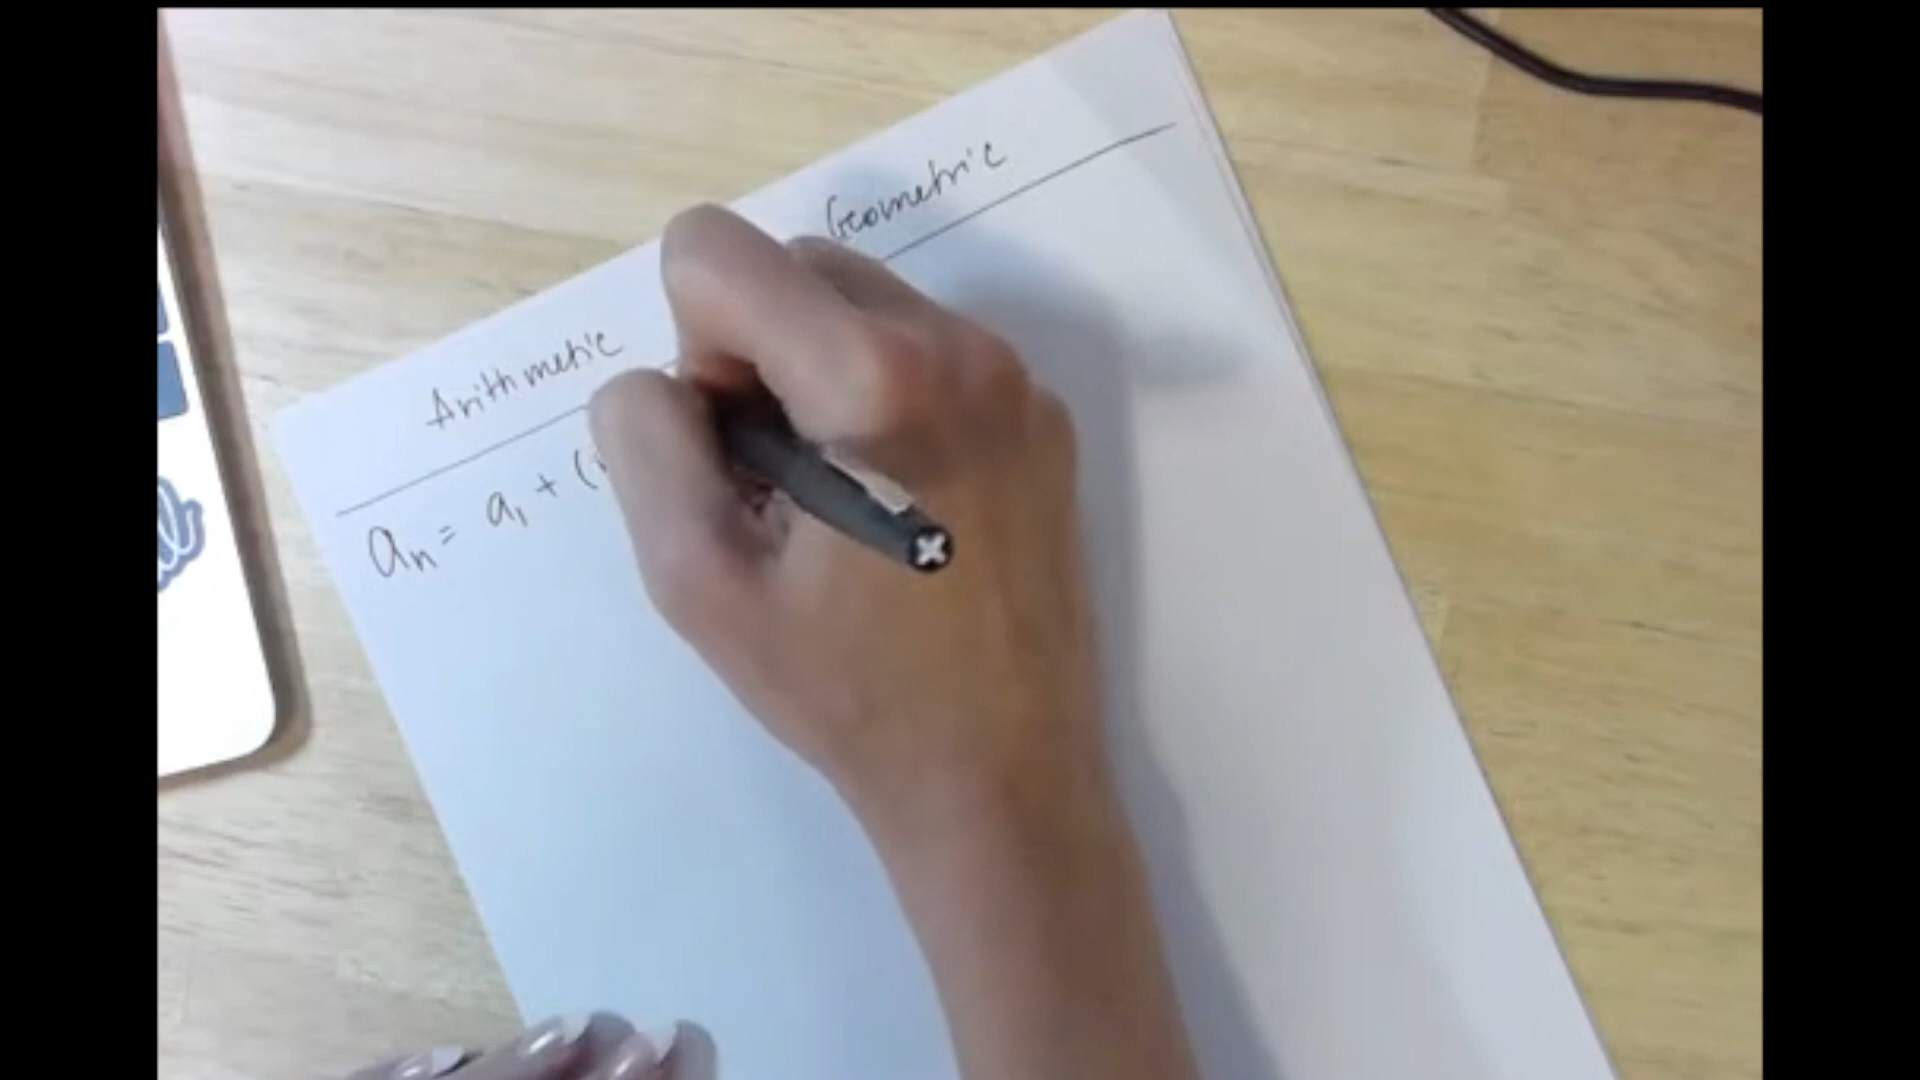 Arithmetic Geometric
aₙ = a₁ + (